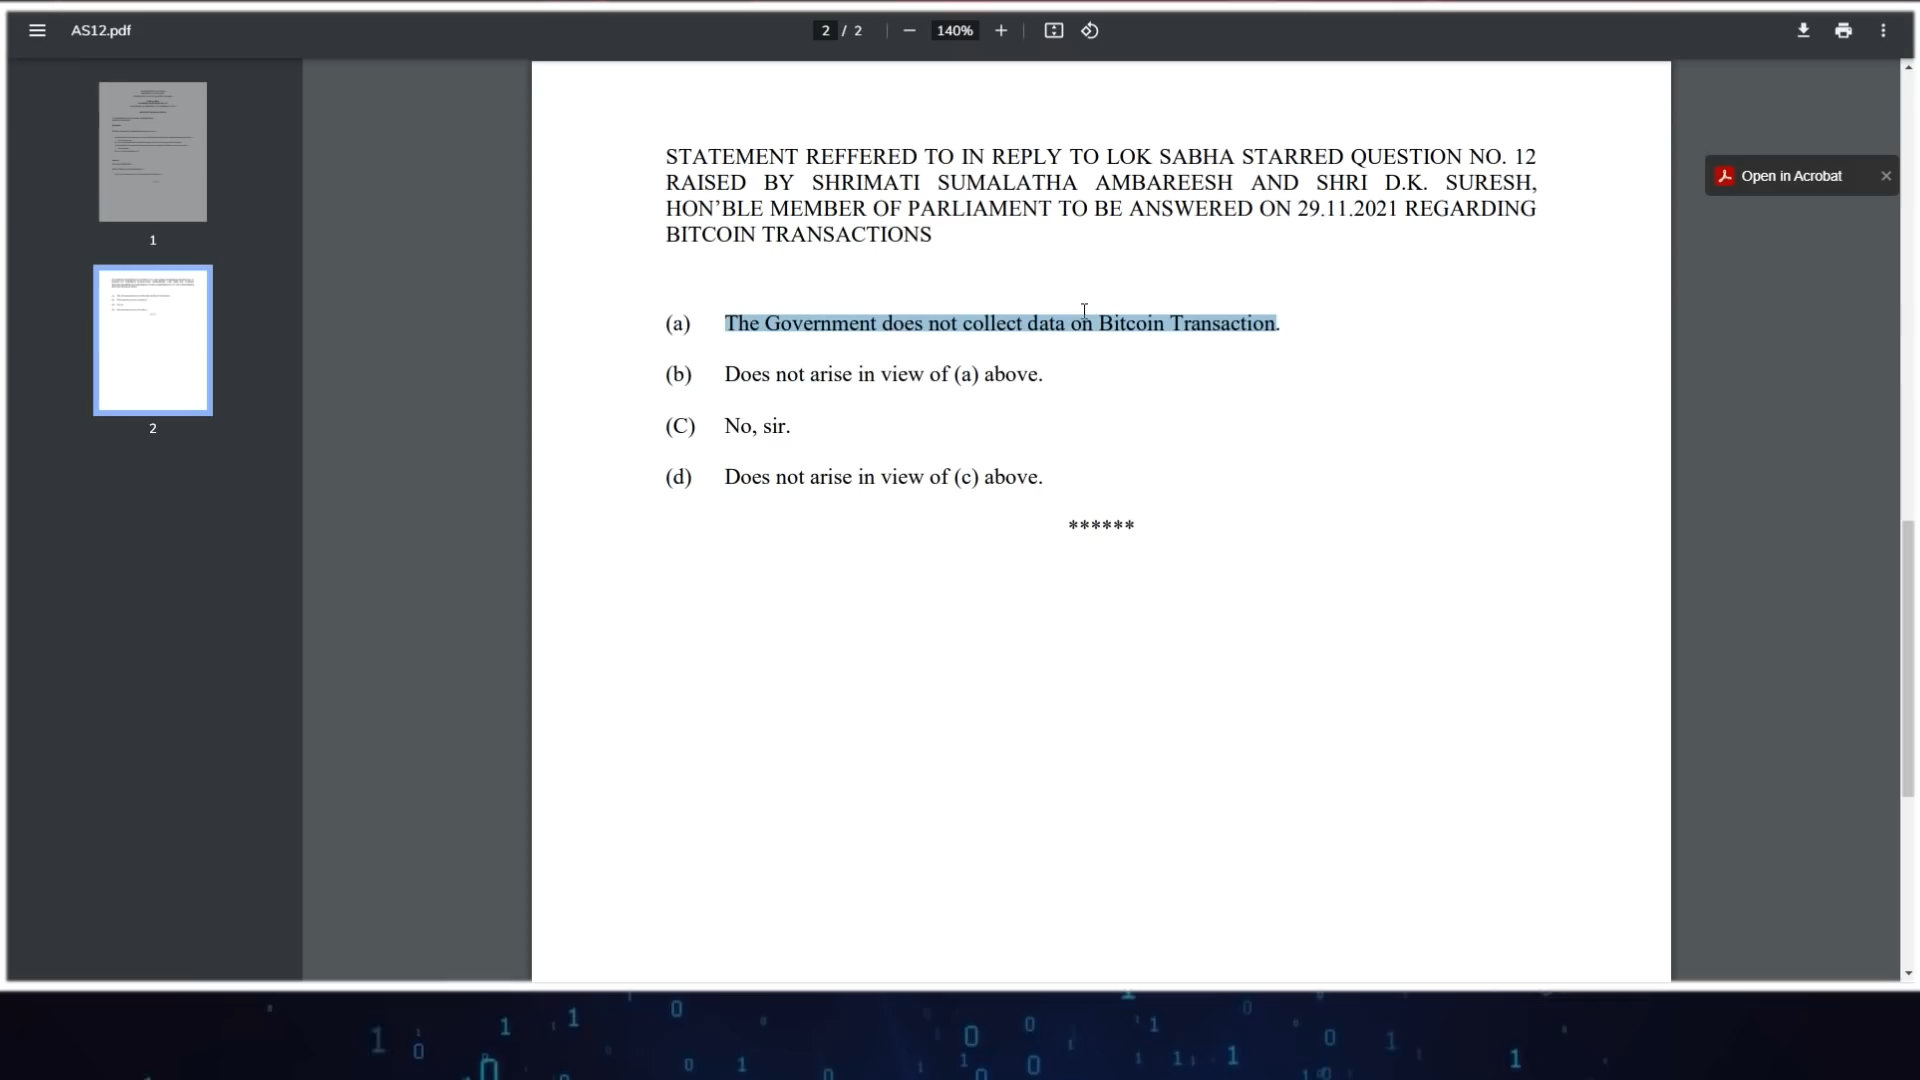 AS12.pdf
2 / 2
140%
Open in Acrobat
1
2
STATEMENT REFFERED TO IN REPLY TO LOK SABHA STARRED QUESTION NO. 12
RAISED BY SHRIMATI SUMALATHA AMBAREESH AND SHRI D.K. SURESH,
HON’BLE MEMBER OF PARLIAMENT TO BE ANSWERED ON 29.11.2021 REGARDING
BITCOIN TRANSACTIONS
(a) The Government does not collect data on Bitcoin Transaction.
(b) Does not arise in view of (a) above.
(C) No, sir.
(d) Does not arise in view of (c) above.
******